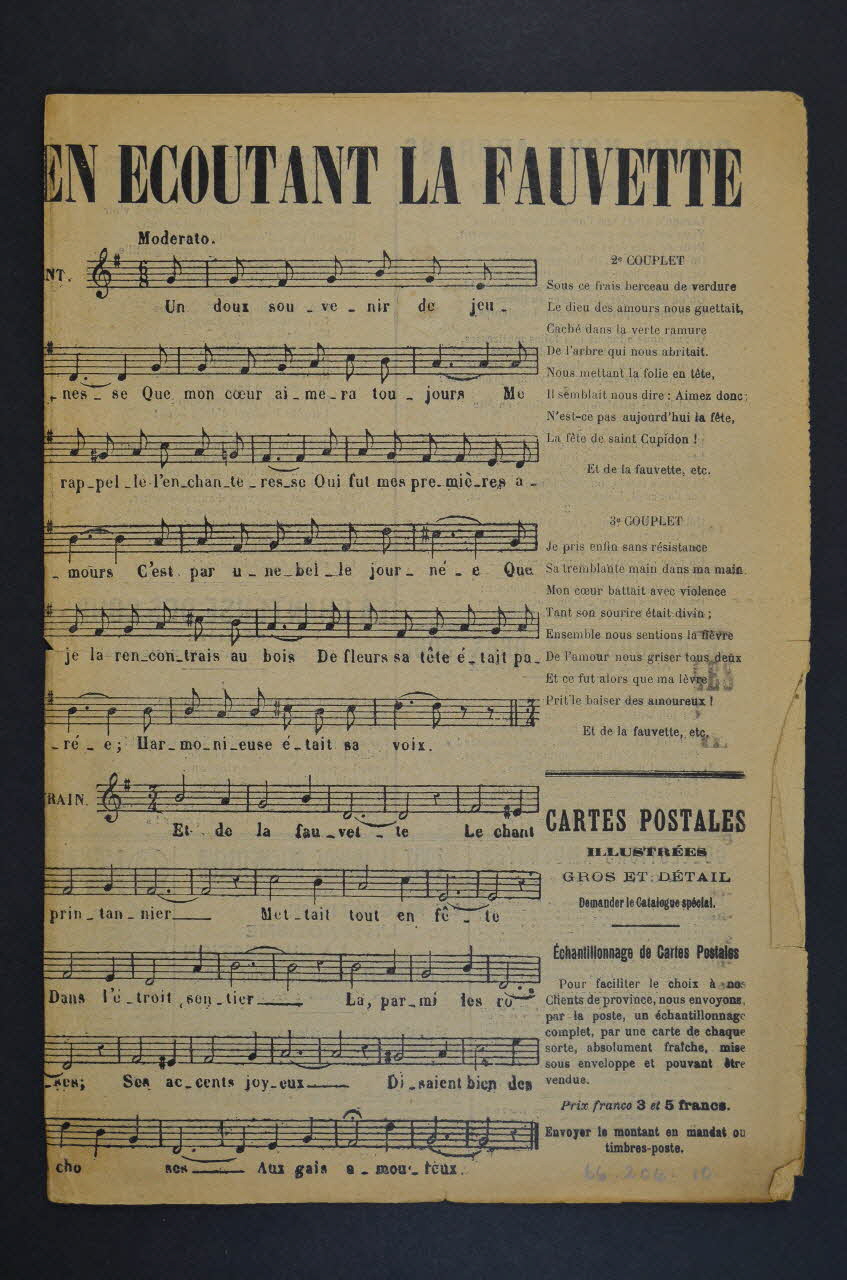 EN ECOUTANT LA FAUVETTE
Moderato.
NT.
Un doux sou_ve_nir de jeu_
_nes_se Que mon cœur ai_me_ra tou_jours Me
rap_pel_le l'en_chan_te_res_se Qui fut mes pre_miè_res a_
_mours C'est par u_ne bel_le jour_né_e Que
je la ren_con_trais au bois De fleurs sa tête é_tait pa_
_ré_e; Har_mo_ni_euse é_tait sa voix.
RAIN.
Et de la fau_vet_te Le chant
prin_tan_nier___ Met_tait tout en fê_te
Dans l'é_troit sen_tier___ La, par_mi les ro_
_ses; Ses ac_cents joy_eux___ Di_saient bien des
cho ses___ Aux gais a_mou_reux.
2e COUPLET
Sous ce frais berceau de verdure
Le dieu des amours nous guettait,
Caché dans la verte ramure
De l'arbre qui nous abritait.
Nous mettant la folie en tête,
Il semblait nous dire : Aimez donc;
N'est-ce pas aujourd'hui la fête,
La fête de saint Cupidon !
Et de la fauvette, etc.
3e COUPLET
Je pris enfin sans résistance
Sa tremblante main dans ma main.
Mon cœur battait avec violence
Tant son sourire était divin ;
Ensemble nous sentions la fièvre
De l'amour nous griser tous deux
Et ce fut alors que ma lèvre
Prit le baiser des amoureux !
Et de la fauvette, etc.
CARTES POSTALES
ILLUSTRÉES
GROS ET DÉTAIL
Demander le Catalogue spécial.
Échantillonnage de Cartes Postales
Pour faciliter le choix à nos
Clients de province, nous envoyons,
par la poste, un échantillonnage
complet, par une carte de chaque
sorte, absolument fraîche, mise
sous enveloppe et pouvant être
vendue.
Prix franco 3 et 5 francs.
Envoyer le montant en mandat ou
timbres-poste.
66.204.10